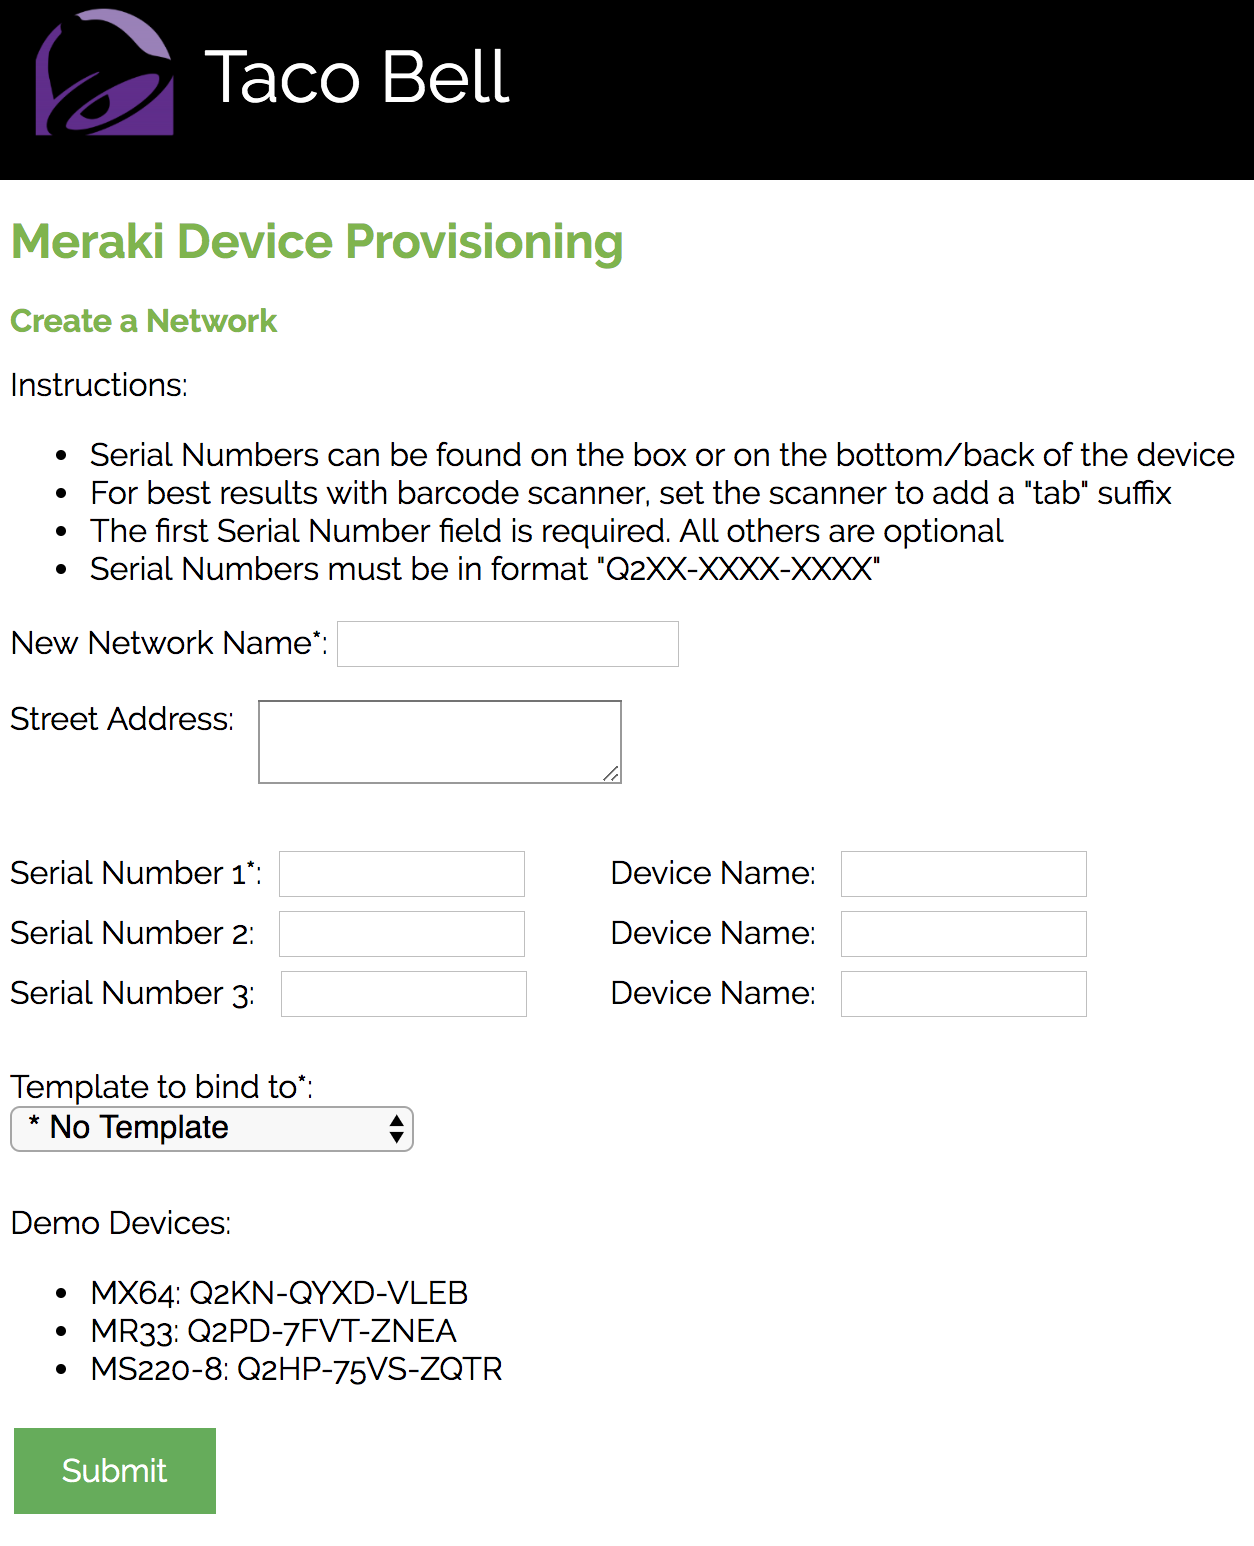 Taco Bell
Meraki Device Provisioning
Create a Network
Instructions:
• Serial Numbers can be found on the box or on the bottom/back of the device
• For best results with barcode scanner, set the scanner to add a "tab" suffix
• The first Serial Number field is required. All others are optional
• Serial Numbers must be in format "Q2XX-XXXX-XXXX"
New Network Name*:
Street Address:
Serial Number 1*: Device Name:
Serial Number 2: Device Name:
Serial Number 3: Device Name:
Template to bind to*:
* No Template
Demo Devices:
• MX64: Q2KN-QYXD-VLEB
• MR33: Q2PD-7FVT-ZNEA
• MS220-8: Q2HP-75VS-ZQTR
Submit